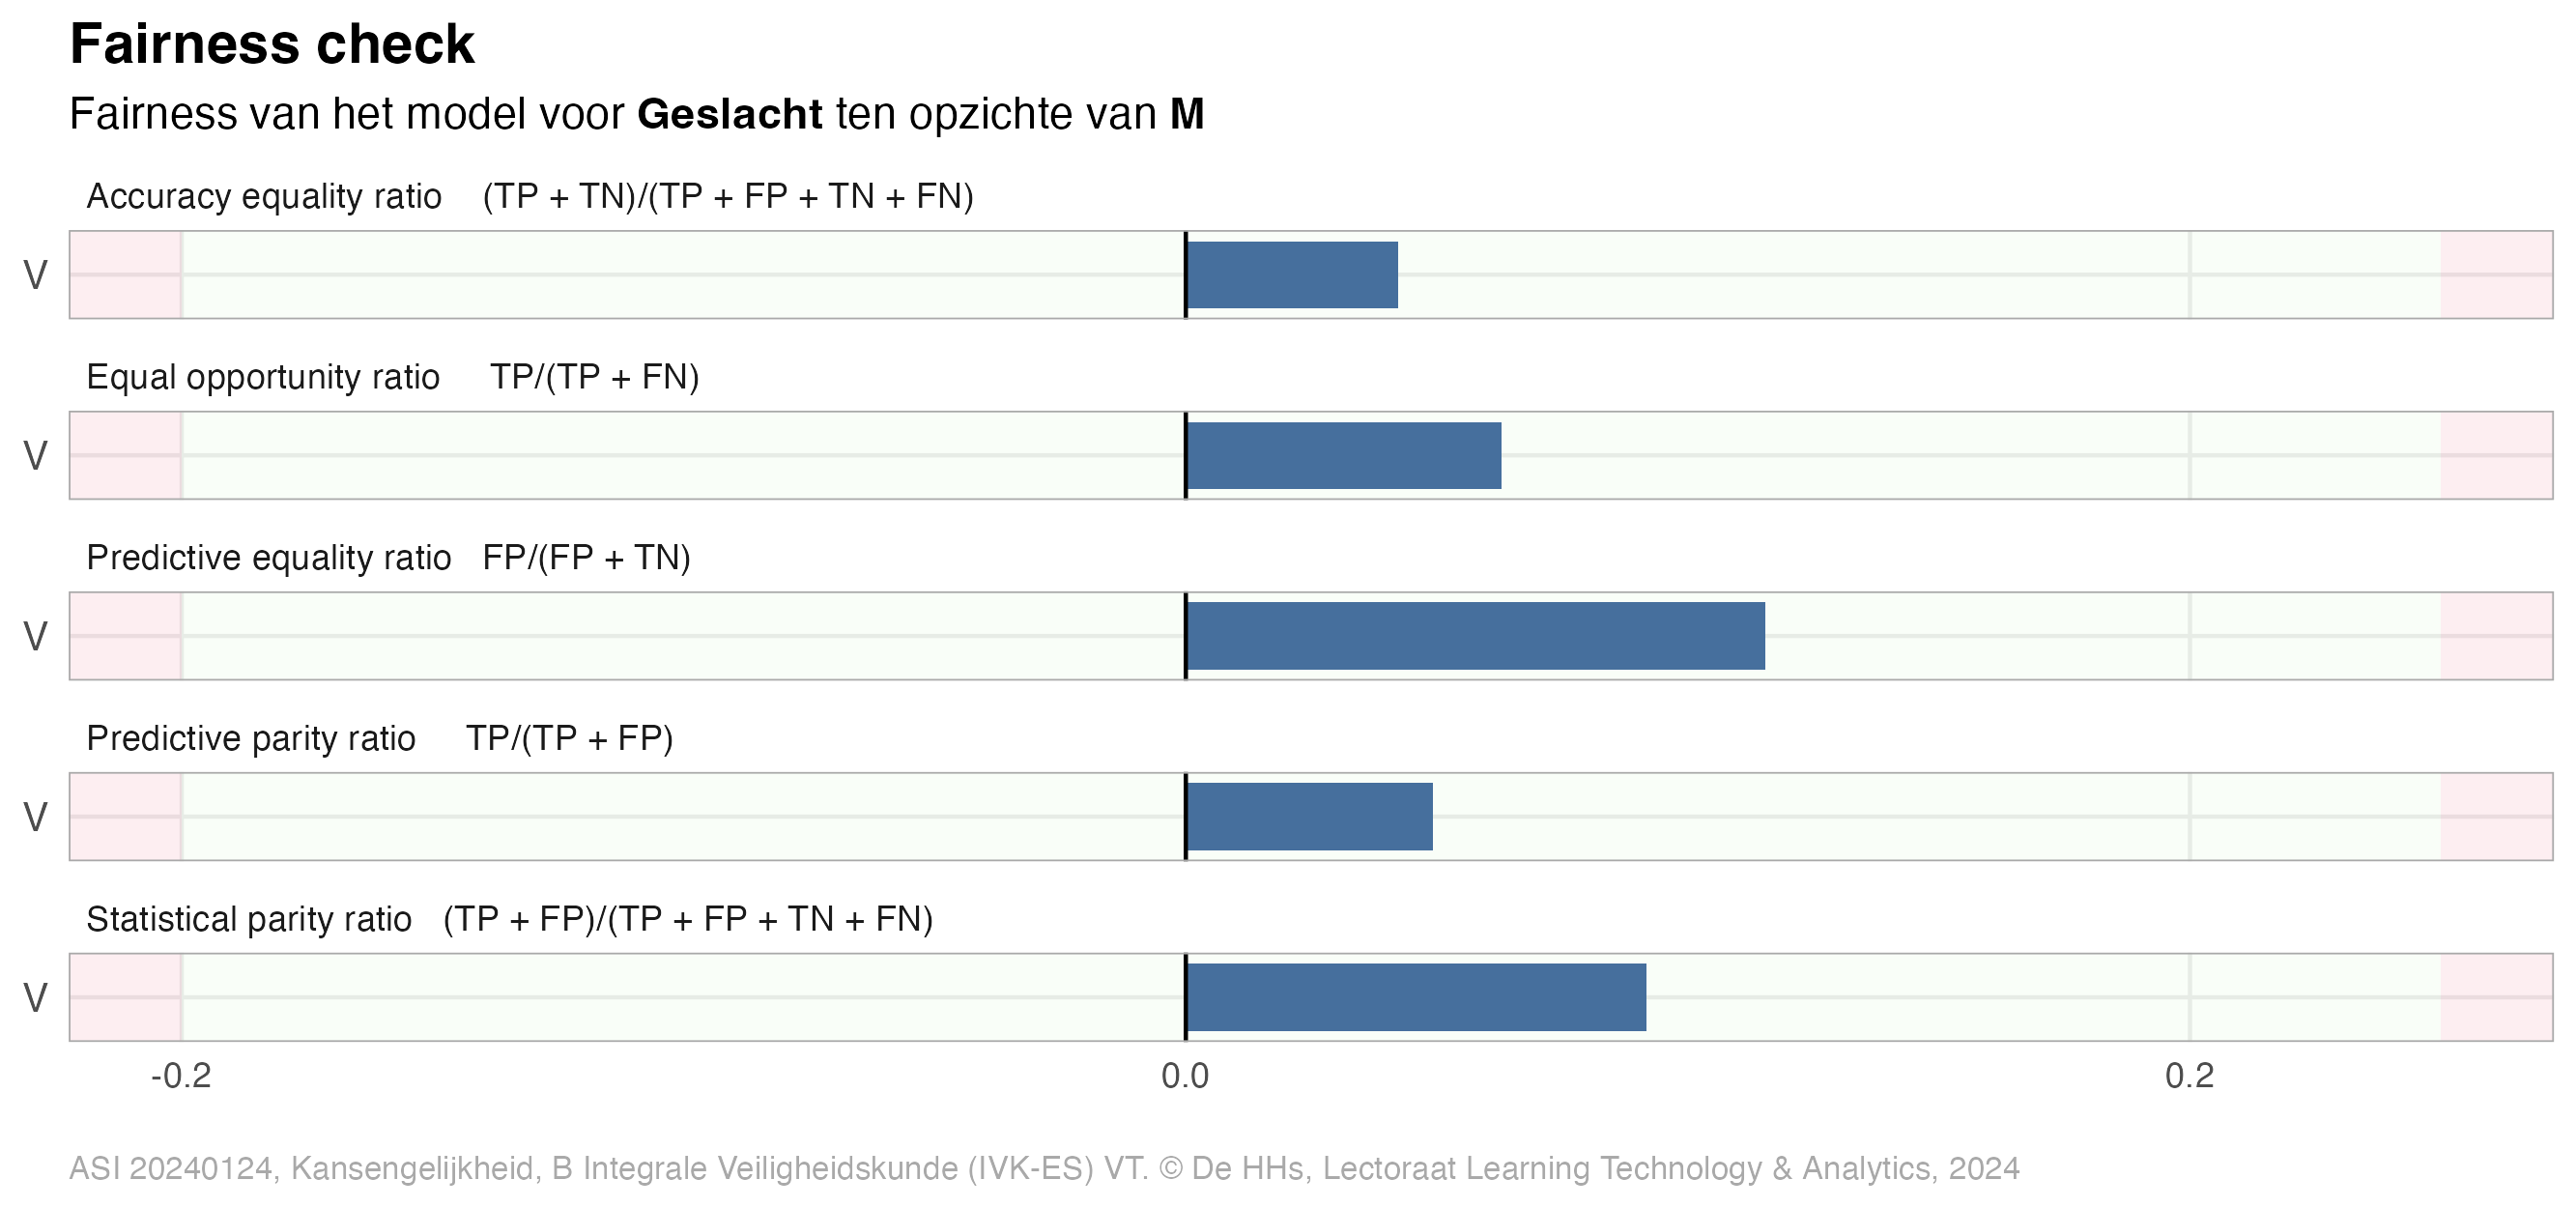 Fairness check
Fairness van het model voor Geslacht ten opzichte van M
Accuracy equality ratio (TP + TN)/(TP + FP + TN + FN)
V
Equal opportunity ratio TP/(TP + FN)
V
Predictive equality ratio FP/(FP + TN)
V
Predictive parity ratio TP/(TP + FP)
V
Statistical parity ratio (TP + FP)/(TP + FP + TN + FN)
V
-0.2 0.0 0.2
ASI 20240124, Kansengelijkheid, B Integrale Veiligheidskunde (IVK-ES) VT. © De HHs, Lectoraat Learning Technology & Analytics, 2024